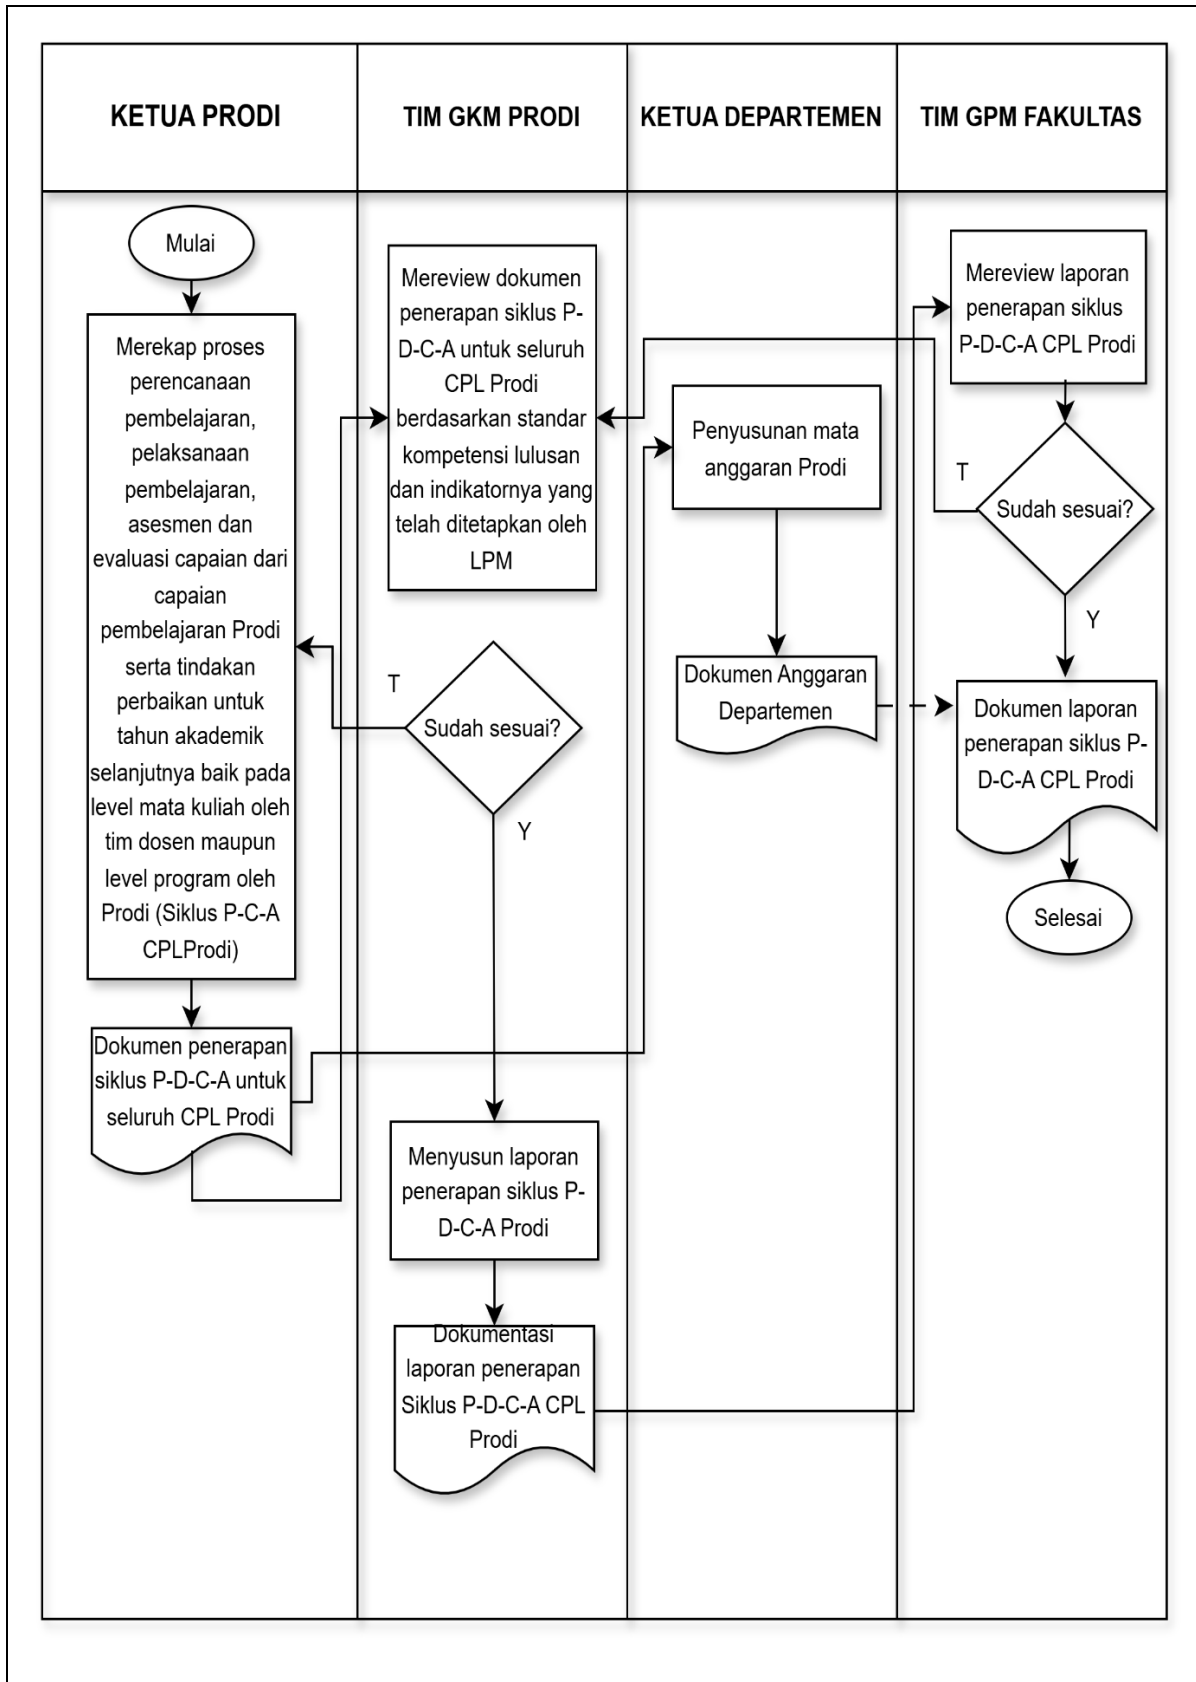 KETUA PRODI
TIM GKM PRODI
KETUA DEPARTEMEN
TIM GPM FAKULTAS
Mulai
Merekap proses
perencanaan
pembelajaran,
pelaksanaan
pembelajaran,
asesmen dan
evaluasi capaian dari
capaian
pembelajaran Prodi
serta tindakan
perbaikan untuk
tahun akademik
selanjutnya baik pada
level mata kuliah oleh
tim dosen maupun
level program oleh
Prodi (Siklus P-C-A
CPLProdi)
Dokumen penerapan
siklus P-D-C-A untuk
seluruh CPL Prodi
Mereview dokumen
penerapan siklus P-
D-C-A untuk seluruh
CPL Prodi
berdasarkan standar
kompetensi lulusan
dan indikatornya yang
telah ditetapkan oleh
LPM
T
Sudah sesuai?
Y
Menyusun laporan
penerapan siklus P-
D-C-A Prodi
Dokumentasi
laporan penerapan
Siklus P-D-C-A CPL
Prodi
Penyusunan mata
anggaran Prodi
Dokumen Anggaran
Departemen
Mereview laporan
penerapan siklus
P-D-C-A CPL Prodi
T
Sudah sesuai?
Y
Dokumen laporan
penerapan siklus P-
D-C-A CPL Prodi
Selesai